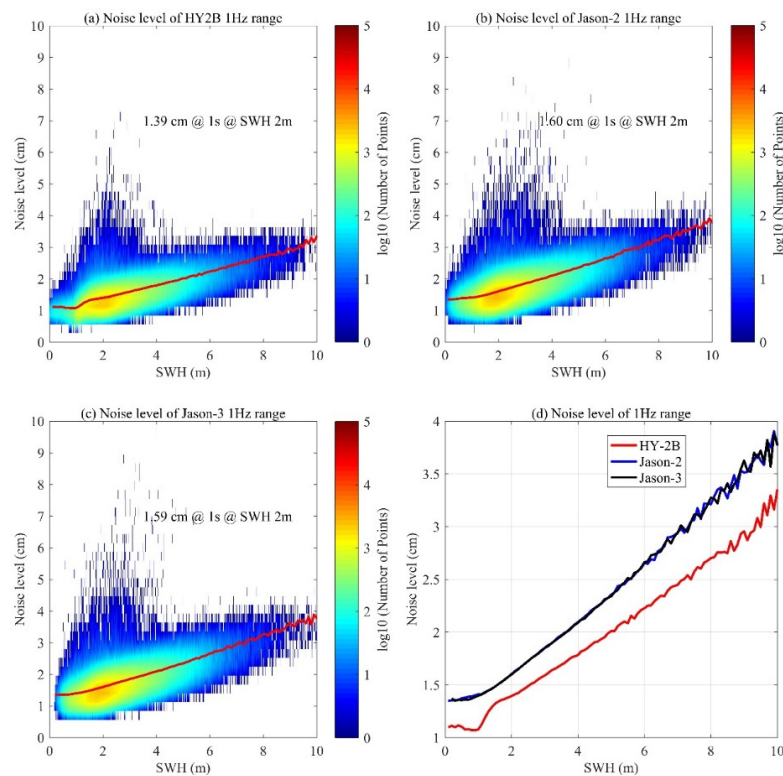 (a) Noise level of HY2B 1Hz range
10
9
8
7
6
5
4
3
2
1
0
Noise level (cm)
1.39 cm @ 1s @ SWH 2m
0 2 4 6 8 10
SWH (m)
5
4
3
2
1
0
log10 (Number of Points)
(b) Noise level of Jason-2 1Hz range
10
9
8
7
6
5
4
3
2
1
0
Noise level (cm)
1.60 cm @ 1s @ SWH 2m
0 2 4 6 8 10
SWH (m)
5
4
3
2
1
0
log10 (Number of Points)
(c) Noise level of Jason-3 1Hz range
10
9
8
7
6
5
4
3
2
1
0
Noise level (cm)
1.59 cm @ 1s @ SWH 2m
0 2 4 6 8 10
SWH (m)
5
4
3
2
1
0
log10 (Number of Points)
(d) Noise level of 1Hz range
4
3.5
3
2.5
2
1.5
1
Noise level (cm)
HY-2B
Jason-2
Jason-3
0 2 4 6 8 10
SWH (m)